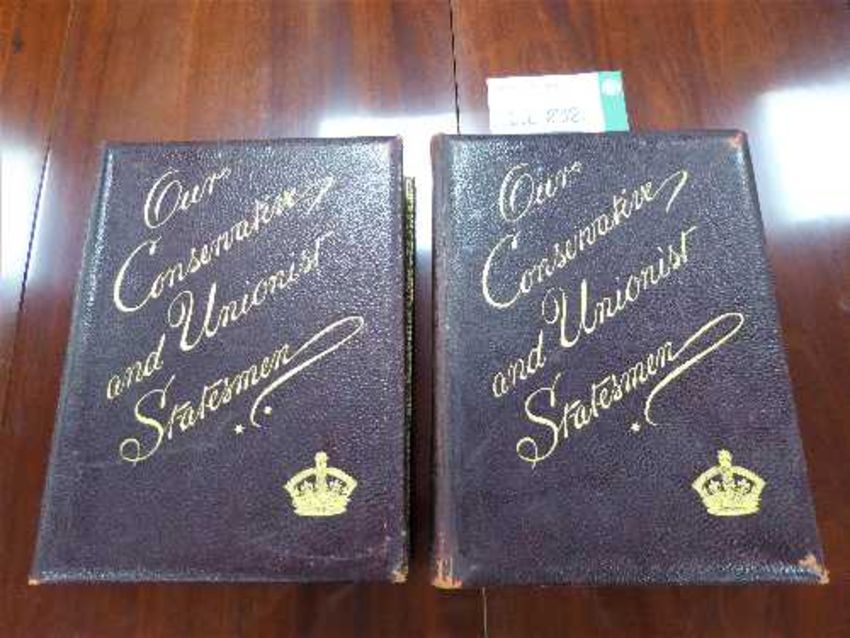 Our
Conservative
and Unionist
Statesmen
Our
Conservative
and Unionist
Statesmen